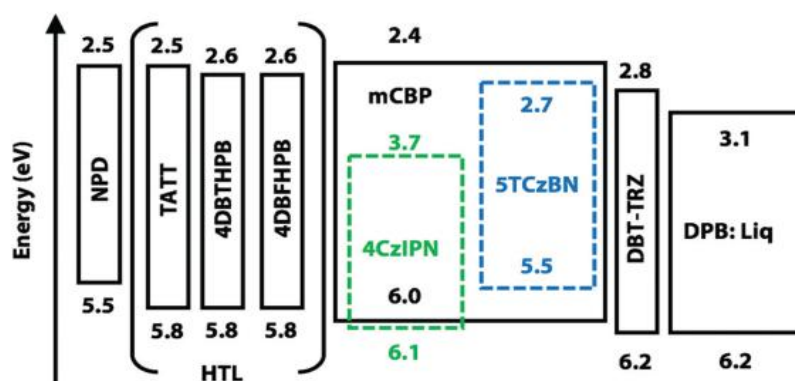 Energy (eV)
2.5
NPD
5.5
2.5
TATT
5.8
2.6
4DBTHPB
5.8
2.6
4DBFHPB
5.8
HTL
2.4
mCBP
6.0
3.7
4CzIPN
6.1
2.7
5TCzBN
5.5
2.8
DBT-TRZ
6.2
3.1
DPB: Liq
6.2